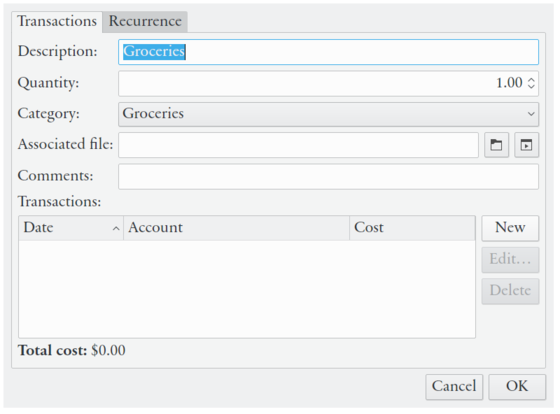 Transactions Recurrence
Description: Groceries
Quantity: 1.00
Category: Groceries
Associated file:
Comments:
Transactions:
Date Account Cost New
Edit...
Delete
Total cost: $0.00
Cancel OK